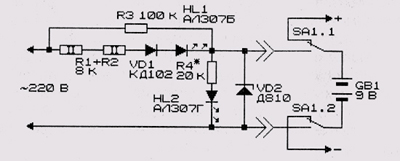 R3 100 К
HL1
АЛ307Б
R1+R2
8 К
VD1
КД102
R4*
20 К
~220 В
HL2
АЛ307Г
VD2
Д810
SA1.1
+
GB1
9 В
SA1.2
−